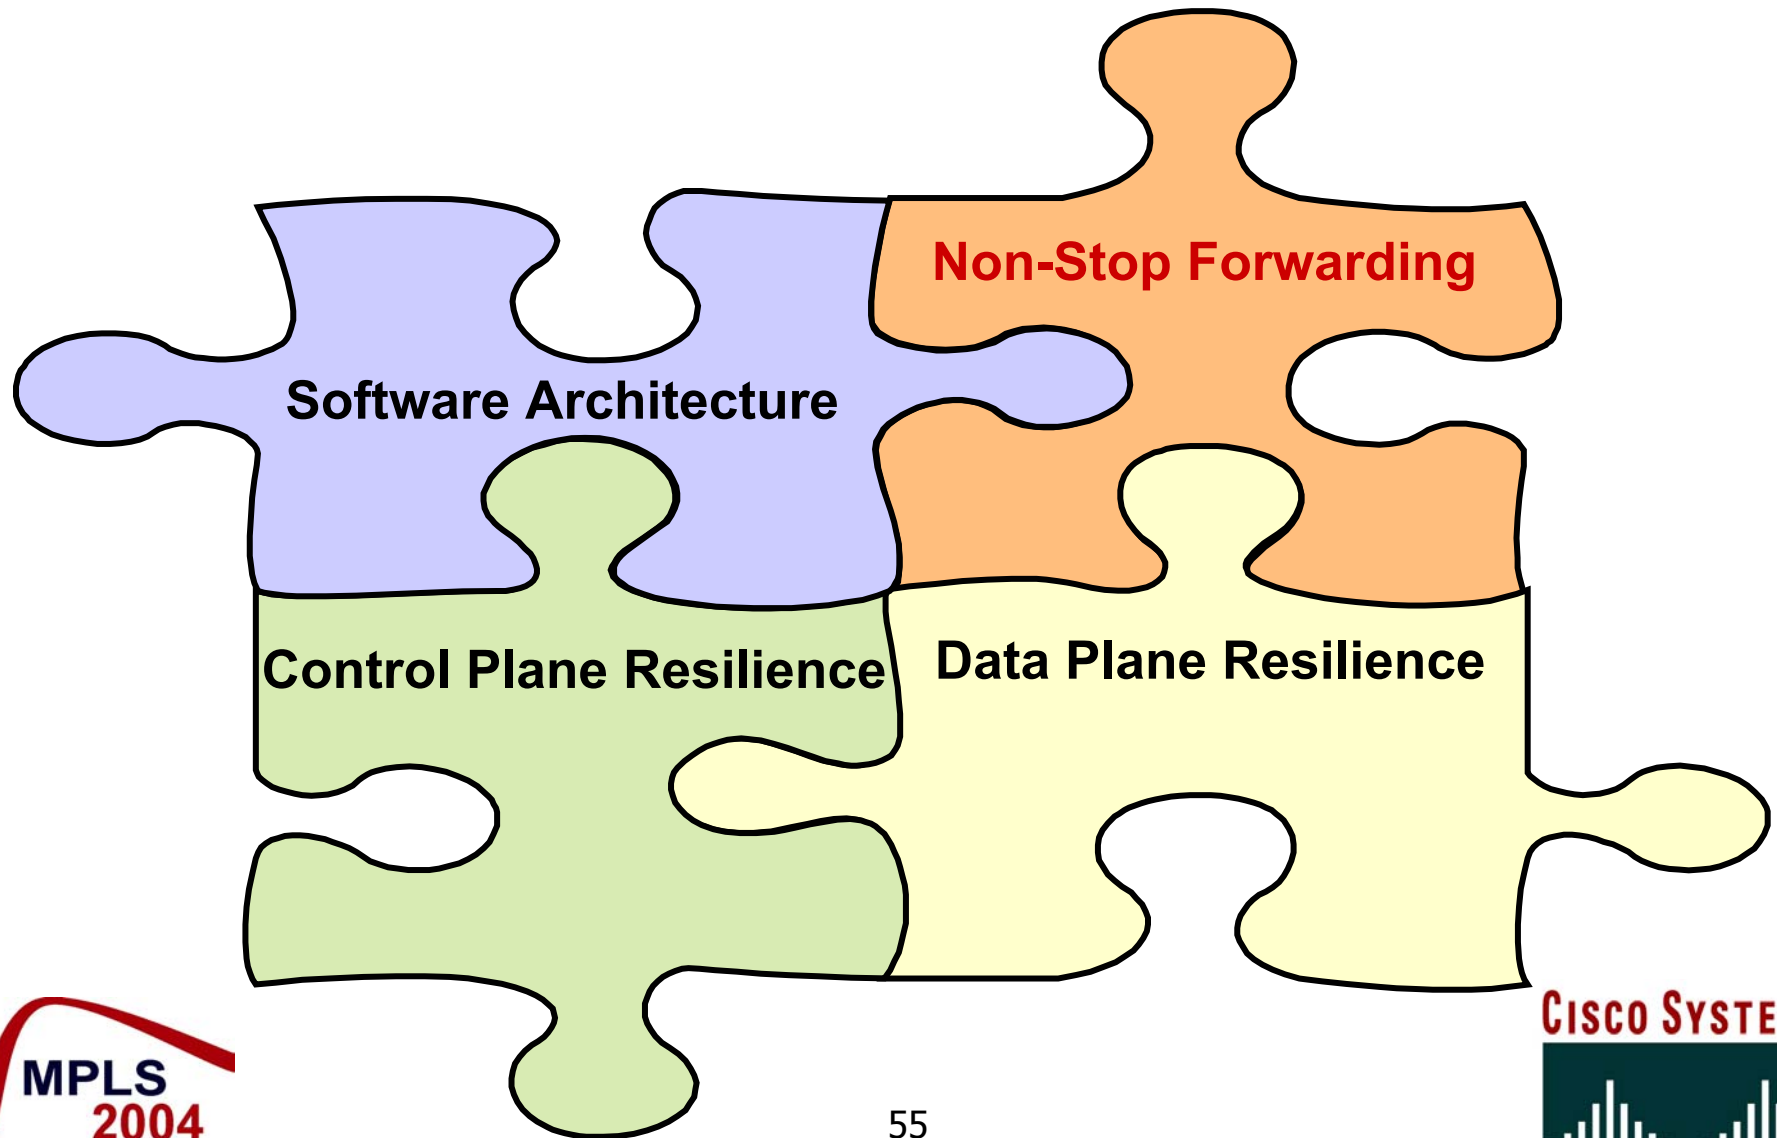 Non-Stop Forwarding
Software Architecture
Control Plane Resilience
Data Plane Resilience
MPLS
2004
55
CISCO SYSTE